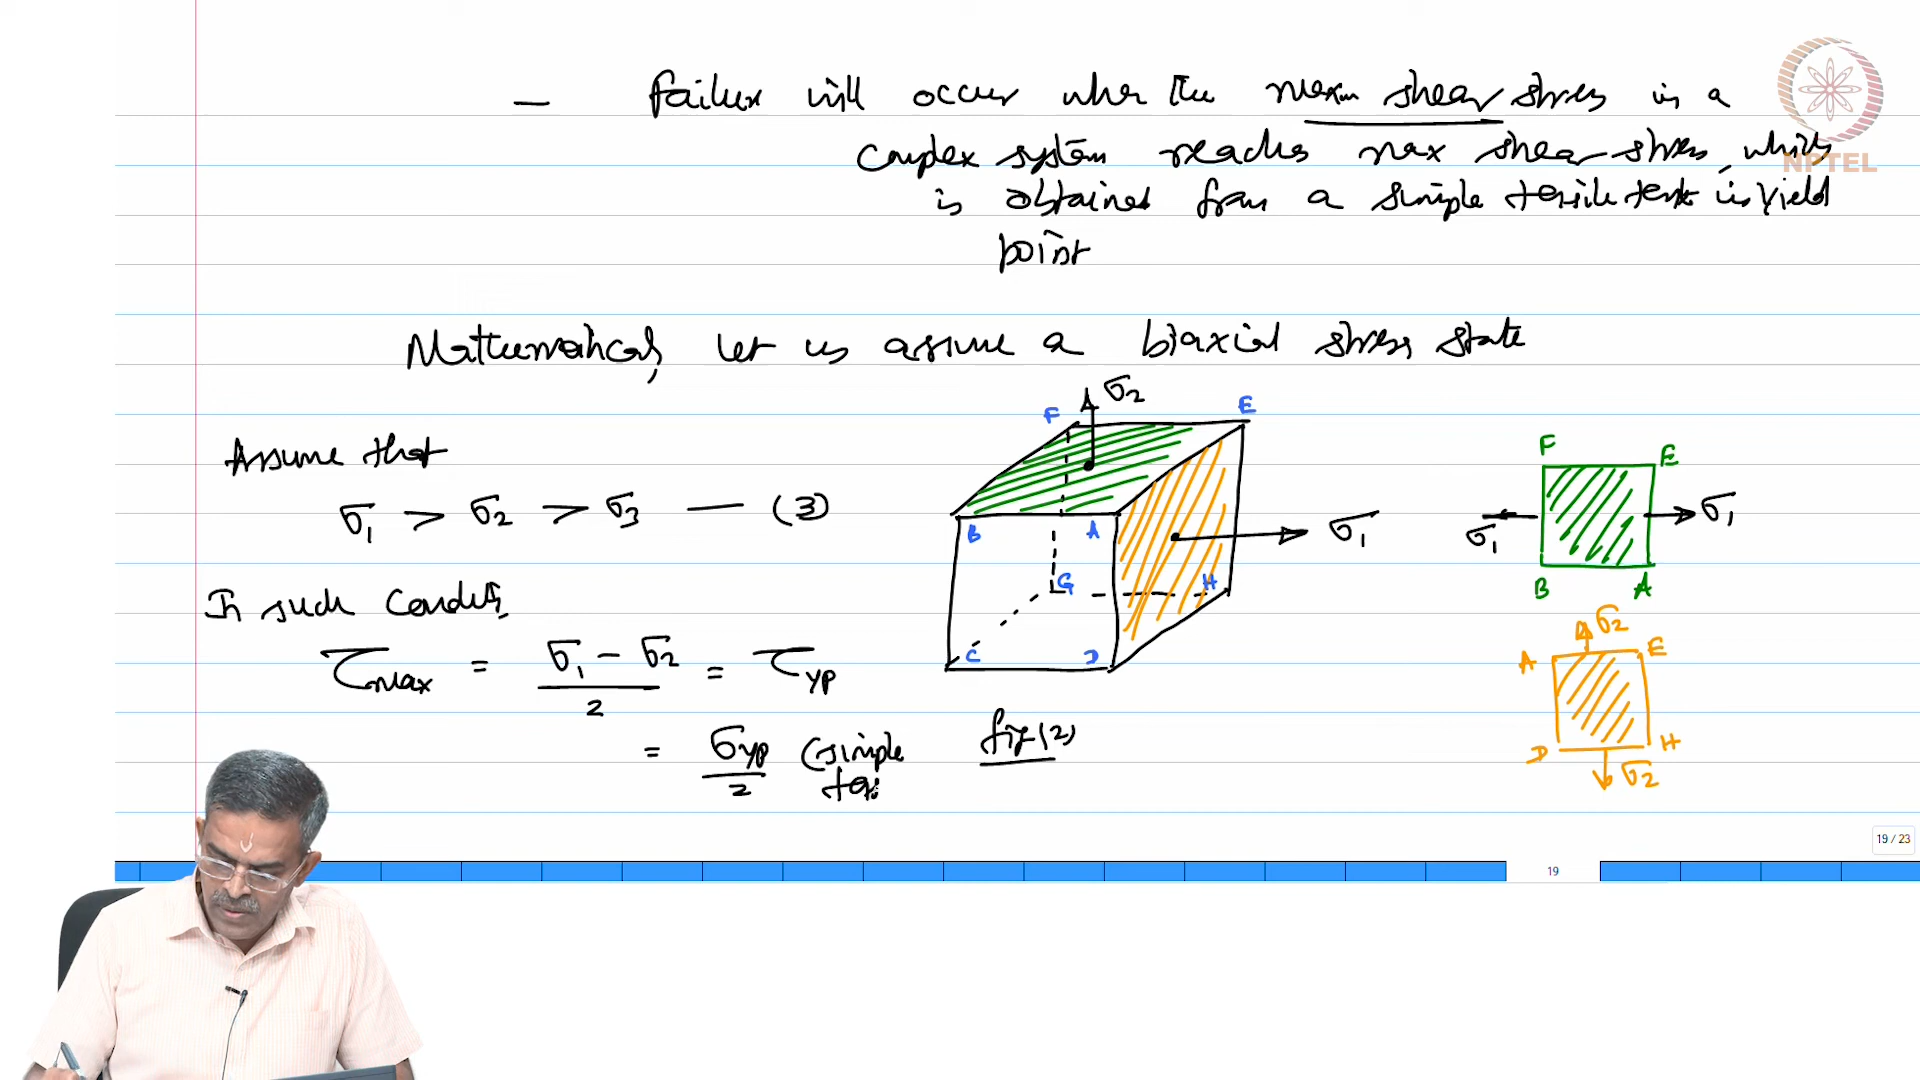 — failure will occur when the maxm shear stress in a
complex system reaches max shear stress, which
is obtained from a simple tensile test in yield
point
NPTEL
Mathematically, let us assume a biaxial stress state
Assume that
σ1 > σ2 > σ3 — (3)
In such condition,
τmax = (σ1 − σ2)/2 = τyp
= σyp/2 (simple
fig(2)
σ2
F
E
B
A
σ1
G
H
C
D
F
E
σ1
σ1
B
A
σ2
A
E
D
H
σ2
19 / 23
19